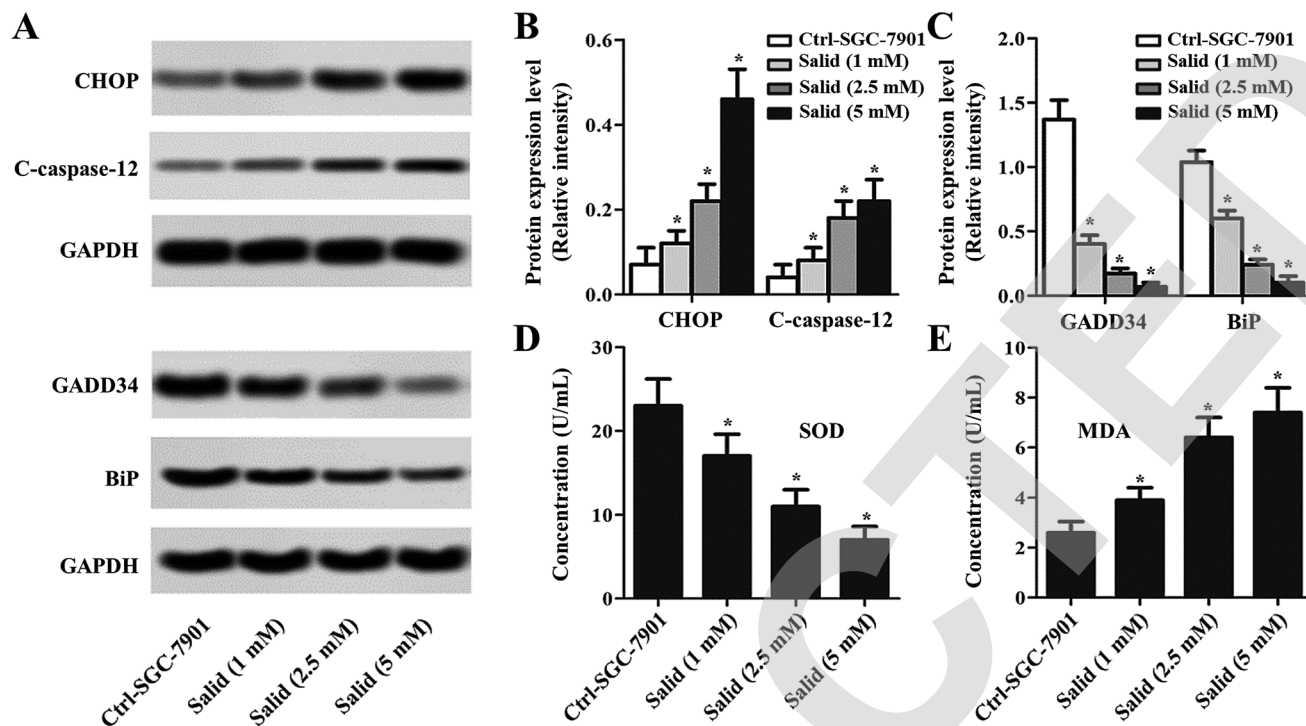 A
CHOP
C-caspase-12
GAPDH
GADD34
BiP
GAPDH
Ctrl-SGC-7901
Salid (1 mM)
Salid (2.5 mM)
Salid (5 mM)
B
Protein expression level
(Relative intensity)
0.6
0.4
0.2
0.0
*
*
*
*
*
*
Ctrl-SGC-7901
Salid (1 mM)
Salid (2.5 mM)
Salid (5 mM)
CHOP
C-caspase-12
C
Protein expression level
(Relative intensity)
2.0
1.5
1.0
0.5
0.0
*
*
*
*
*
*
Ctrl-SGC-7901
Salid (1 mM)
Salid (2.5 mM)
Salid (5 mM)
GADD34
BiP
D
Concentration (U/mL)
30
20
10
0
SOD
*
*
*
Ctrl-SGC-7901
Salid (1 mM)
Salid (2.5 mM)
Salid (5 mM)
E
Concentration (U/mL)
10
8
6
4
2
0
MDA
*
*
*
Ctrl-SGC-7901
Salid (1 mM)
Salid (2.5 mM)
Salid (5 mM)
CTED